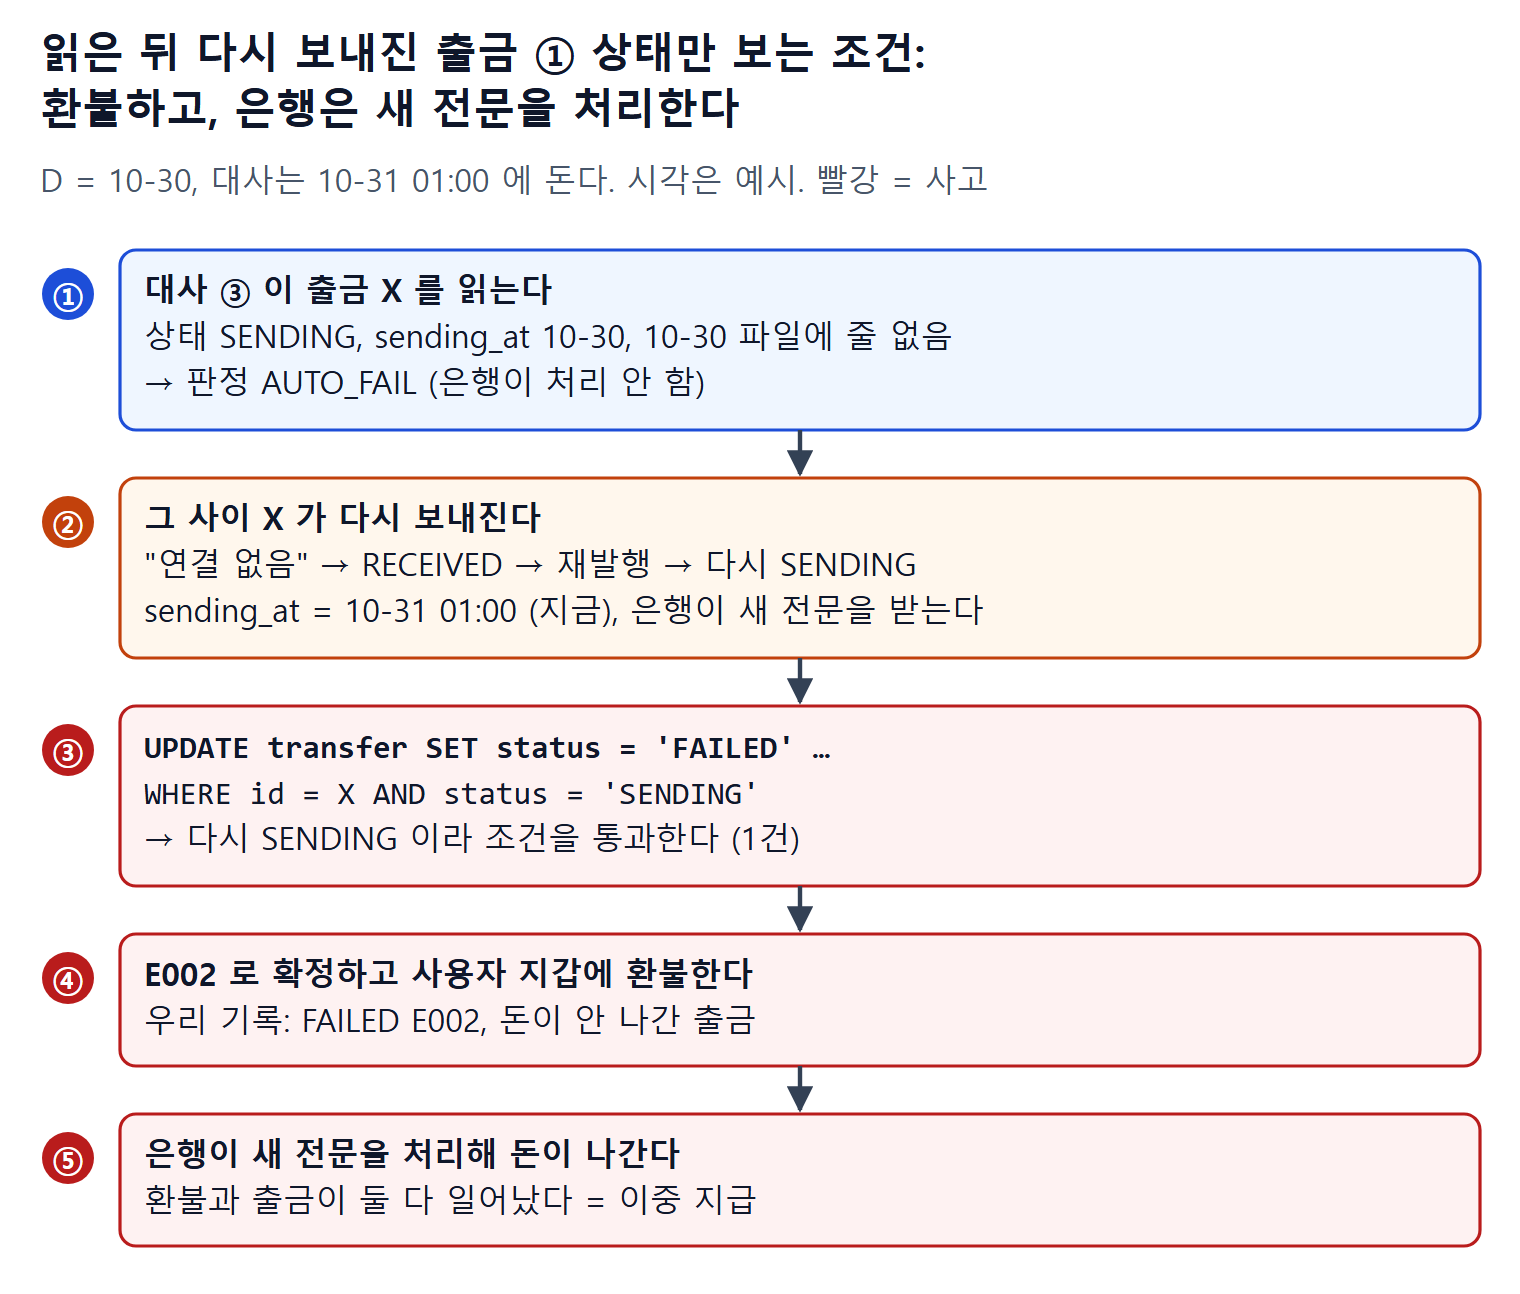 읽은 뒤 다시 보내진 출금 ① 상태만 보는 조건:
환불하고, 은행은 새 전문을 처리한다
D = 10-30, 대사는 10-31 01:00 에 돈다. 시각은 예시. 빨강 = 사고
①
대사 ③ 이 출금 X 를 읽는다
상태 SENDING, sending_at 10-30, 10-30 파일에 줄 없음
→ 판정 AUTO_FAIL (은행이 처리 안 함)
②
그 사이 X 가 다시 보내진다
"연결 없음" → RECEIVED → 재발행 → 다시 SENDING
sending_at = 10-31 01:00 (지금), 은행이 새 전문을 받는다
③
UPDATE transfer SET status = 'FAILED' …
WHERE id = X AND status = 'SENDING'
→ 다시 SENDING 이라 조건을 통과한다 (1건)
④
E002 로 확정하고 사용자 지갑에 환불한다
우리 기록: FAILED E002, 돈이 안 나간 출금
⑤
은행이 새 전문을 처리해 돈이 나간다
환불과 출금이 둘 다 일어났다 = 이중 지급